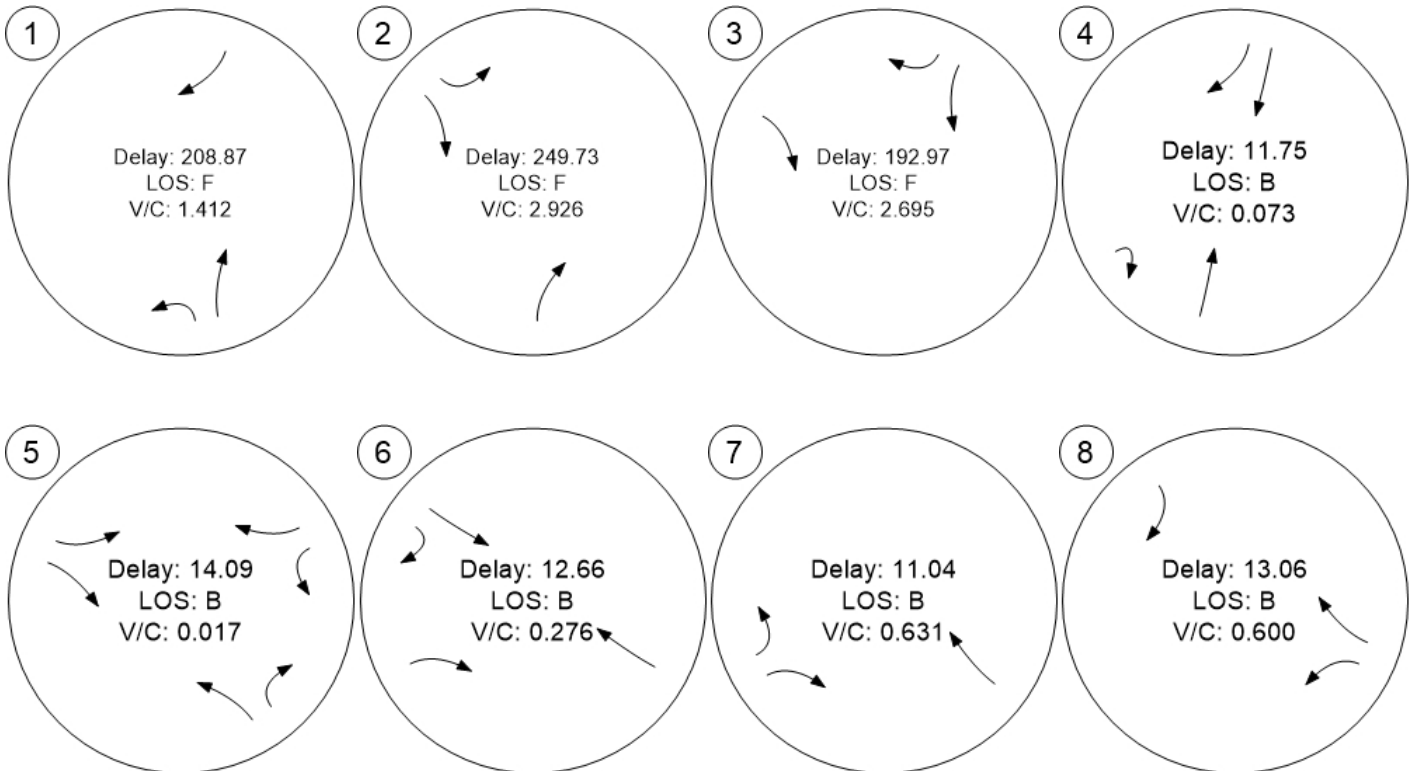 1
Delay: 208.87
LOS: F
V/C: 1.412
2
Delay: 249.73
LOS: F
V/C: 2.926
3
Delay: 192.97
LOS: F
V/C: 2.695
4
Delay: 11.75
LOS: B
V/C: 0.073
5
Delay: 14.09
LOS: B
V/C: 0.017
6
Delay: 12.66
LOS: B
V/C: 0.276
7
Delay: 11.04
LOS: B
V/C: 0.631
8
Delay: 13.06
LOS: B
V/C: 0.600